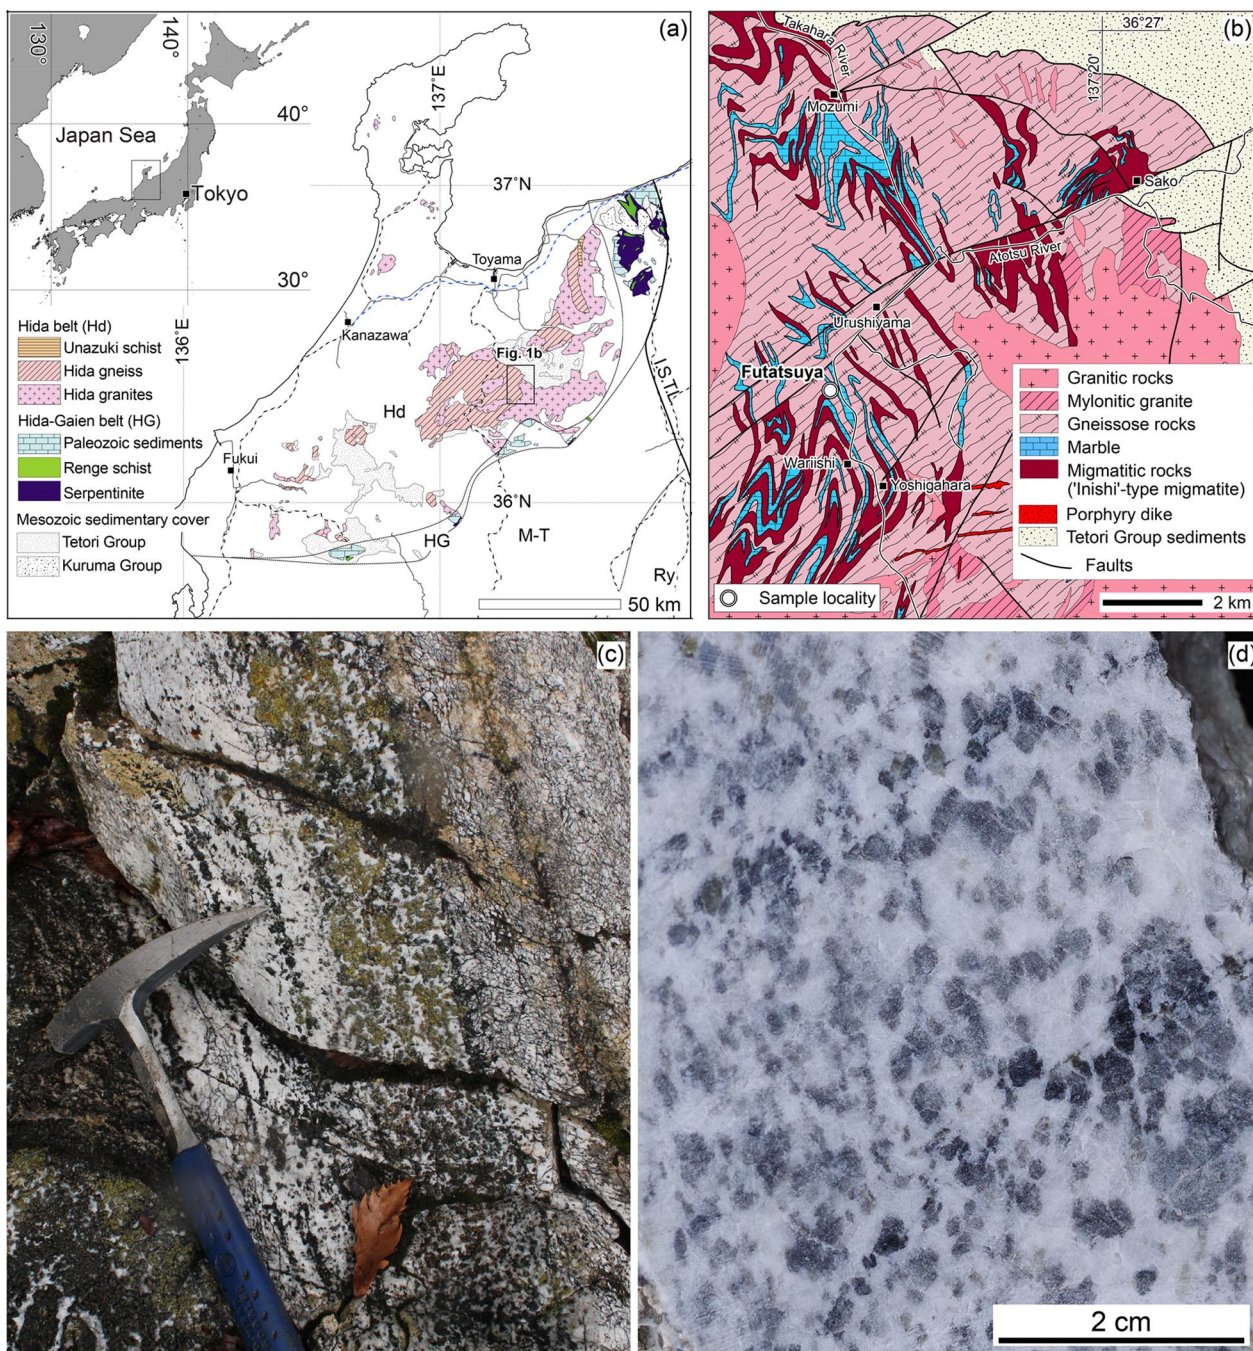 (a)
130°
140°
40°
Japan Sea
Tokyo
30°
137°E
37°N
Toyama
Kanazawa
136°E
Fig. 1b
I.S.T.L.
Hd
Fukui
36°N
HG
M-T
Ry
50 km
Hida belt (Hd)
Unazuki schist
Hida gneiss
Hida granites
Hida-Gaien belt (HG)
Paleozoic sediments
Renge schist
Serpentinite
Mesozoic sedimentary cover
Tetori Group
Kuruma Group
(b)
36°27'
137°20'
Takahara River
Mozumi
Sako
Atotsu River
Urushiyama
Futatsuya
Wariishi
Yoshigahara
Granitic rocks
Mylonitic granite
Gneissose rocks
Marble
Migmatitic rocks
('Inishi'-type migmatite)
Porphyry dike
Tetori Group sediments
Faults
Sample locality
2 km
(c)
(d)
2 cm